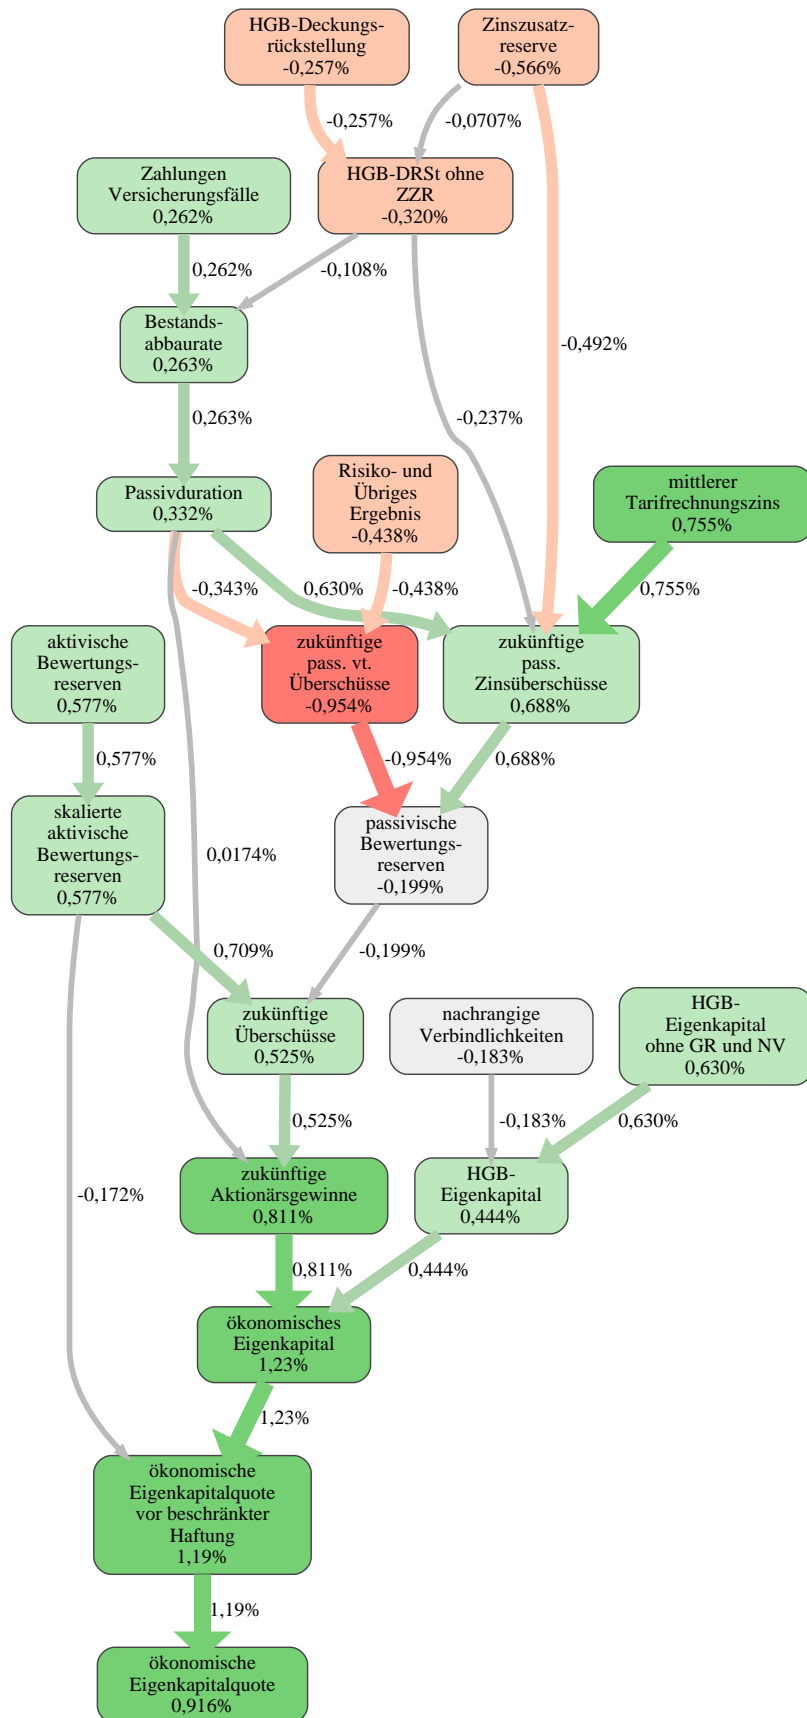 HGB-Deckungs-
rückstellung
-0,257%
Zinszusatz-
reserve
-0,566%
-0,257%
-0,0707%
Zahlungen
Versicherungsfälle
0,262%
HGB-DRSt ohne
ZZR
-0,320%
0,262%
-0,108%
Bestands-
abbaurate
0,263%
-0,492%
0,263%
-0,237%
Passivduration
0,332%
Risiko- und
Übriges
Ergebnis
-0,438%
mittlerer
Tarifrechnungszins
0,755%
-0,343%
0,630%
-0,438%
0,755%
aktivische
Bewertungs-
reserven
0,577%
zukünftige
pass. vt.
Überschüsse
-0,954%
zukünftige
pass.
Zinsüberschüsse
0,688%
0,577%
-0,954%
0,688%
skalierte
aktivische
Bewertungs-
reserven
0,577%
0,0174%
passivische
Bewertungs-
reserven
-0,199%
0,709%
-0,199%
zukünftige
Überschüsse
0,525%
nachrangige
Verbindlichkeiten
-0,183%
HGB-
Eigenkapital
ohne GR und NV
0,630%
0,525%
-0,183%
0,630%
-0,172%
zukünftige
Aktionärsgewinne
0,811%
HGB-
Eigenkapital
0,444%
0,811%
0,444%
ökonomisches
Eigenkapital
1,23%
1,23%
ökonomische
Eigenkapitalquote
vor beschränkter
Haftung
1,19%
1,19%
ökonomische
Eigenkapitalquote
0,916%